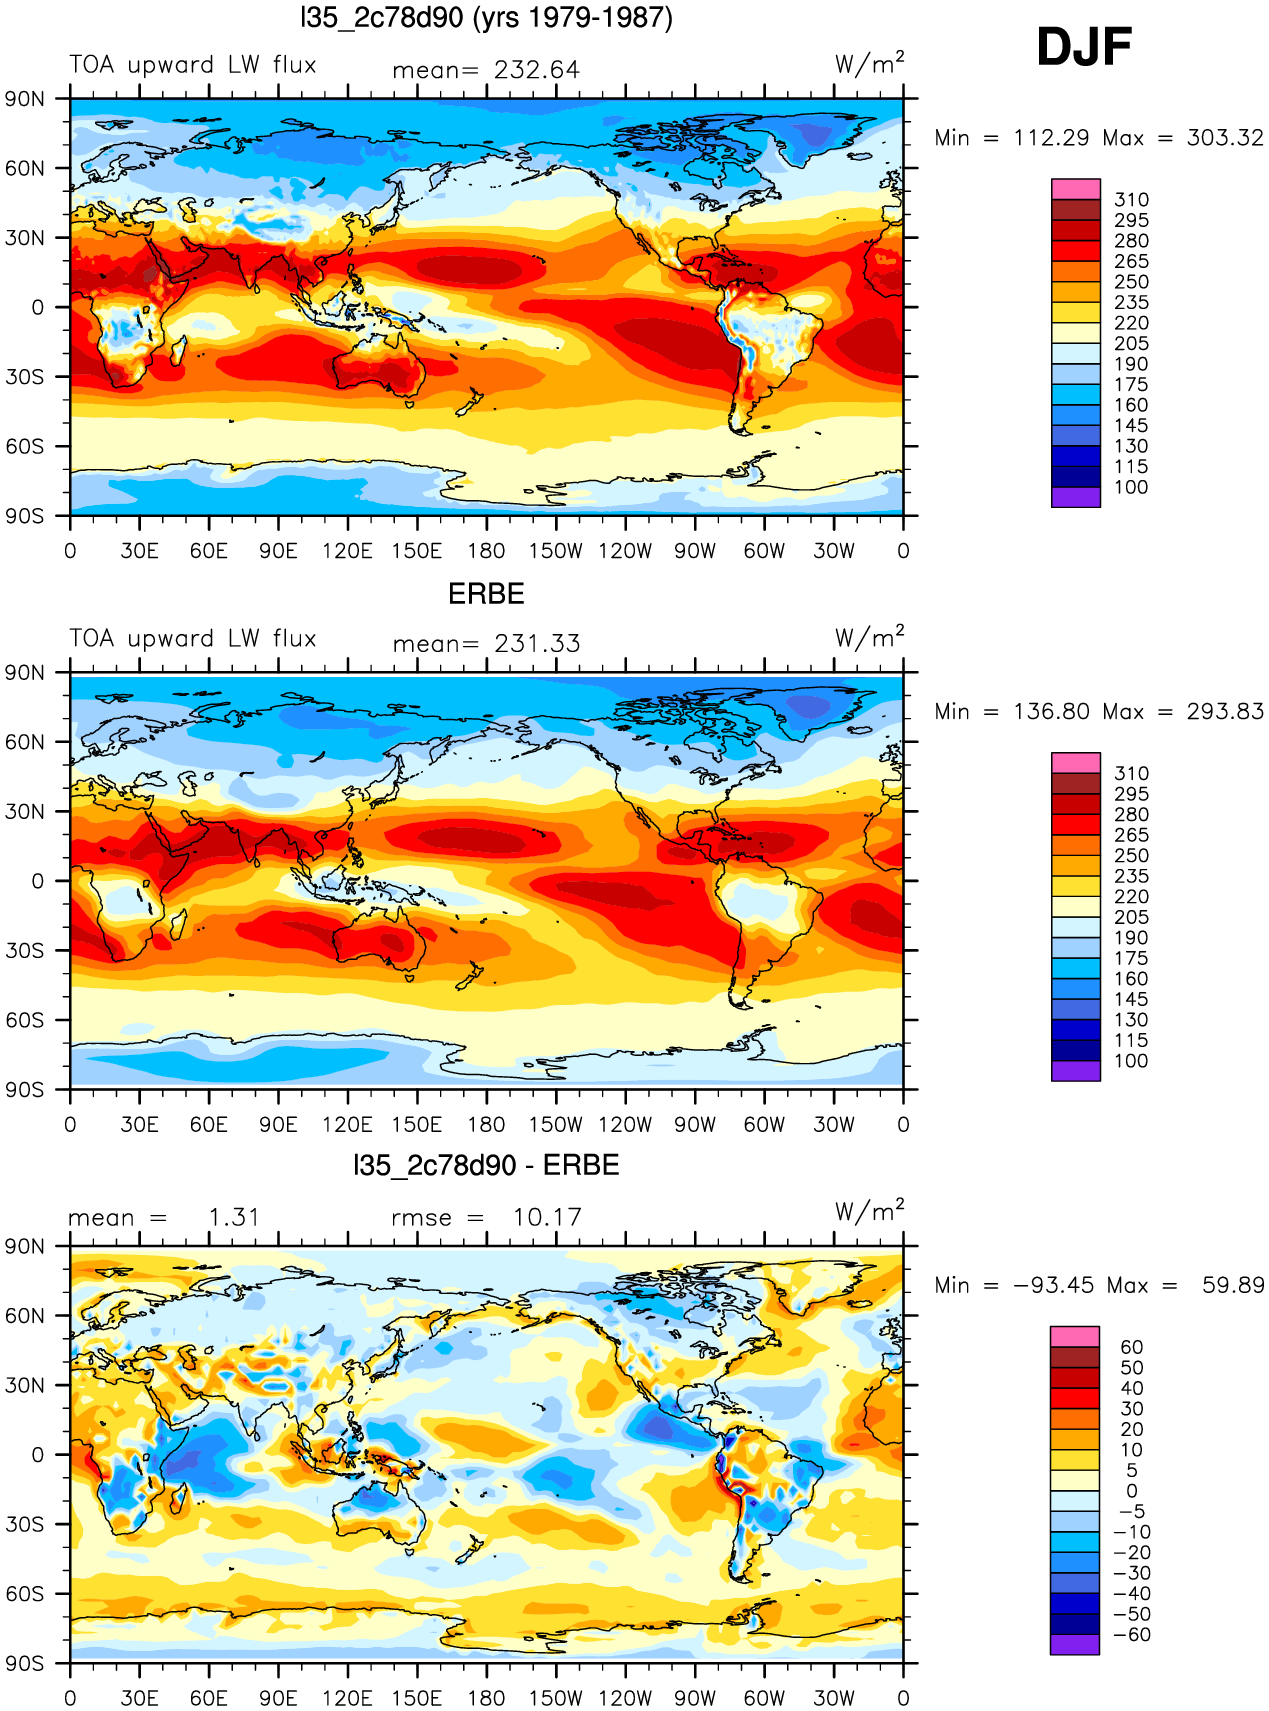 l35_2c78d90 (yrs 1979-1987)
DJF
TOA upward LW flux mean= 232.64 W/m²
Min = 112.29 Max = 303.32
90N
60N
30N
0
30S
60S
90S
0 30E 60E 90E 120E 150E 180 150W 120W 90W 60W 30W 0
310
295
280
265
250
235
220
205
190
175
160
145
130
115
100
ERBE
TOA upward LW flux mean= 231.33 W/m²
Min = 136.80 Max = 293.83
90N
60N
30N
0
30S
60S
90S
0 30E 60E 90E 120E 150E 180 150W 120W 90W 60W 30W 0
310
295
280
265
250
235
220
205
190
175
160
145
130
115
100
l35_2c78d90 - ERBE
mean = 1.31 rmse = 10.17 W/m²
Min = −93.45 Max = 59.89
90N
60N
30N
0
30S
60S
90S
0 30E 60E 90E 120E 150E 180 150W 120W 90W 60W 30W 0
60
50
40
30
20
10
5
0
−5
−10
−20
−30
−40
−50
−60